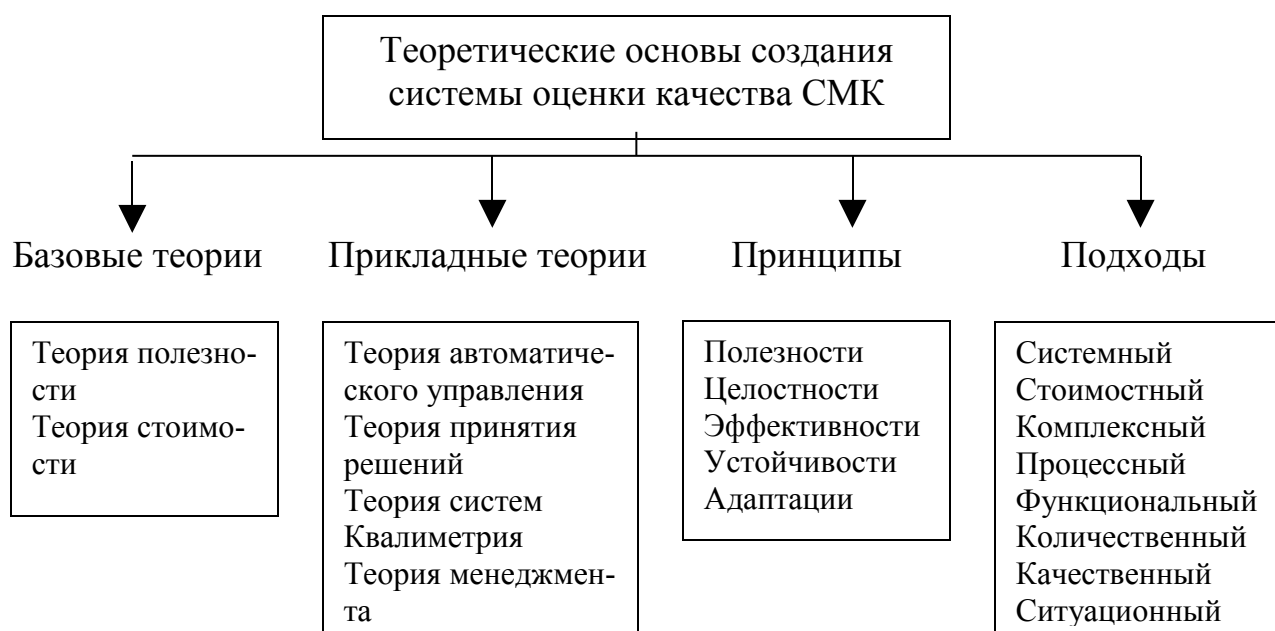 Теоретические основы создания
системы оценки качества СМК
Базовые теории
Прикладные теории
Принципы
Подходы
Теория полезно-
сти
Теория стоимо-
сти
Теория автоматиче-
ского управления
Теория принятия
решений
Теория систем
Квалиметрия
Теория менеджмен-
та
Полезности
Целостности
Эффективности
Устойчивости
Адаптации
Системный
Стоимостный
Комплексный
Процессный
Функциональный
Количественный
Качественный
Ситуационный